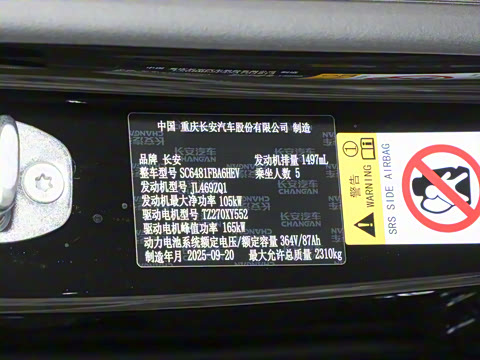 中国 重庆长安汽车股份有限公司 制造
品牌 长安 发动机排量 1497mL
整车型号 SC6481FBA6HEV 乘坐人数 5
发动机型号 JL469ZQ1
发动机最大净功率 105kW
驱动电机型号 TZ270XY552
驱动电机峰值功率 165kW
动力电池系统额定电压/额定容量 364V/87Ah
制造年月 2025-09-20 最大允许总质量 2310kg
长安汽车
CHANGAN
警告
WARNING
SRS SIDE AIRBAG